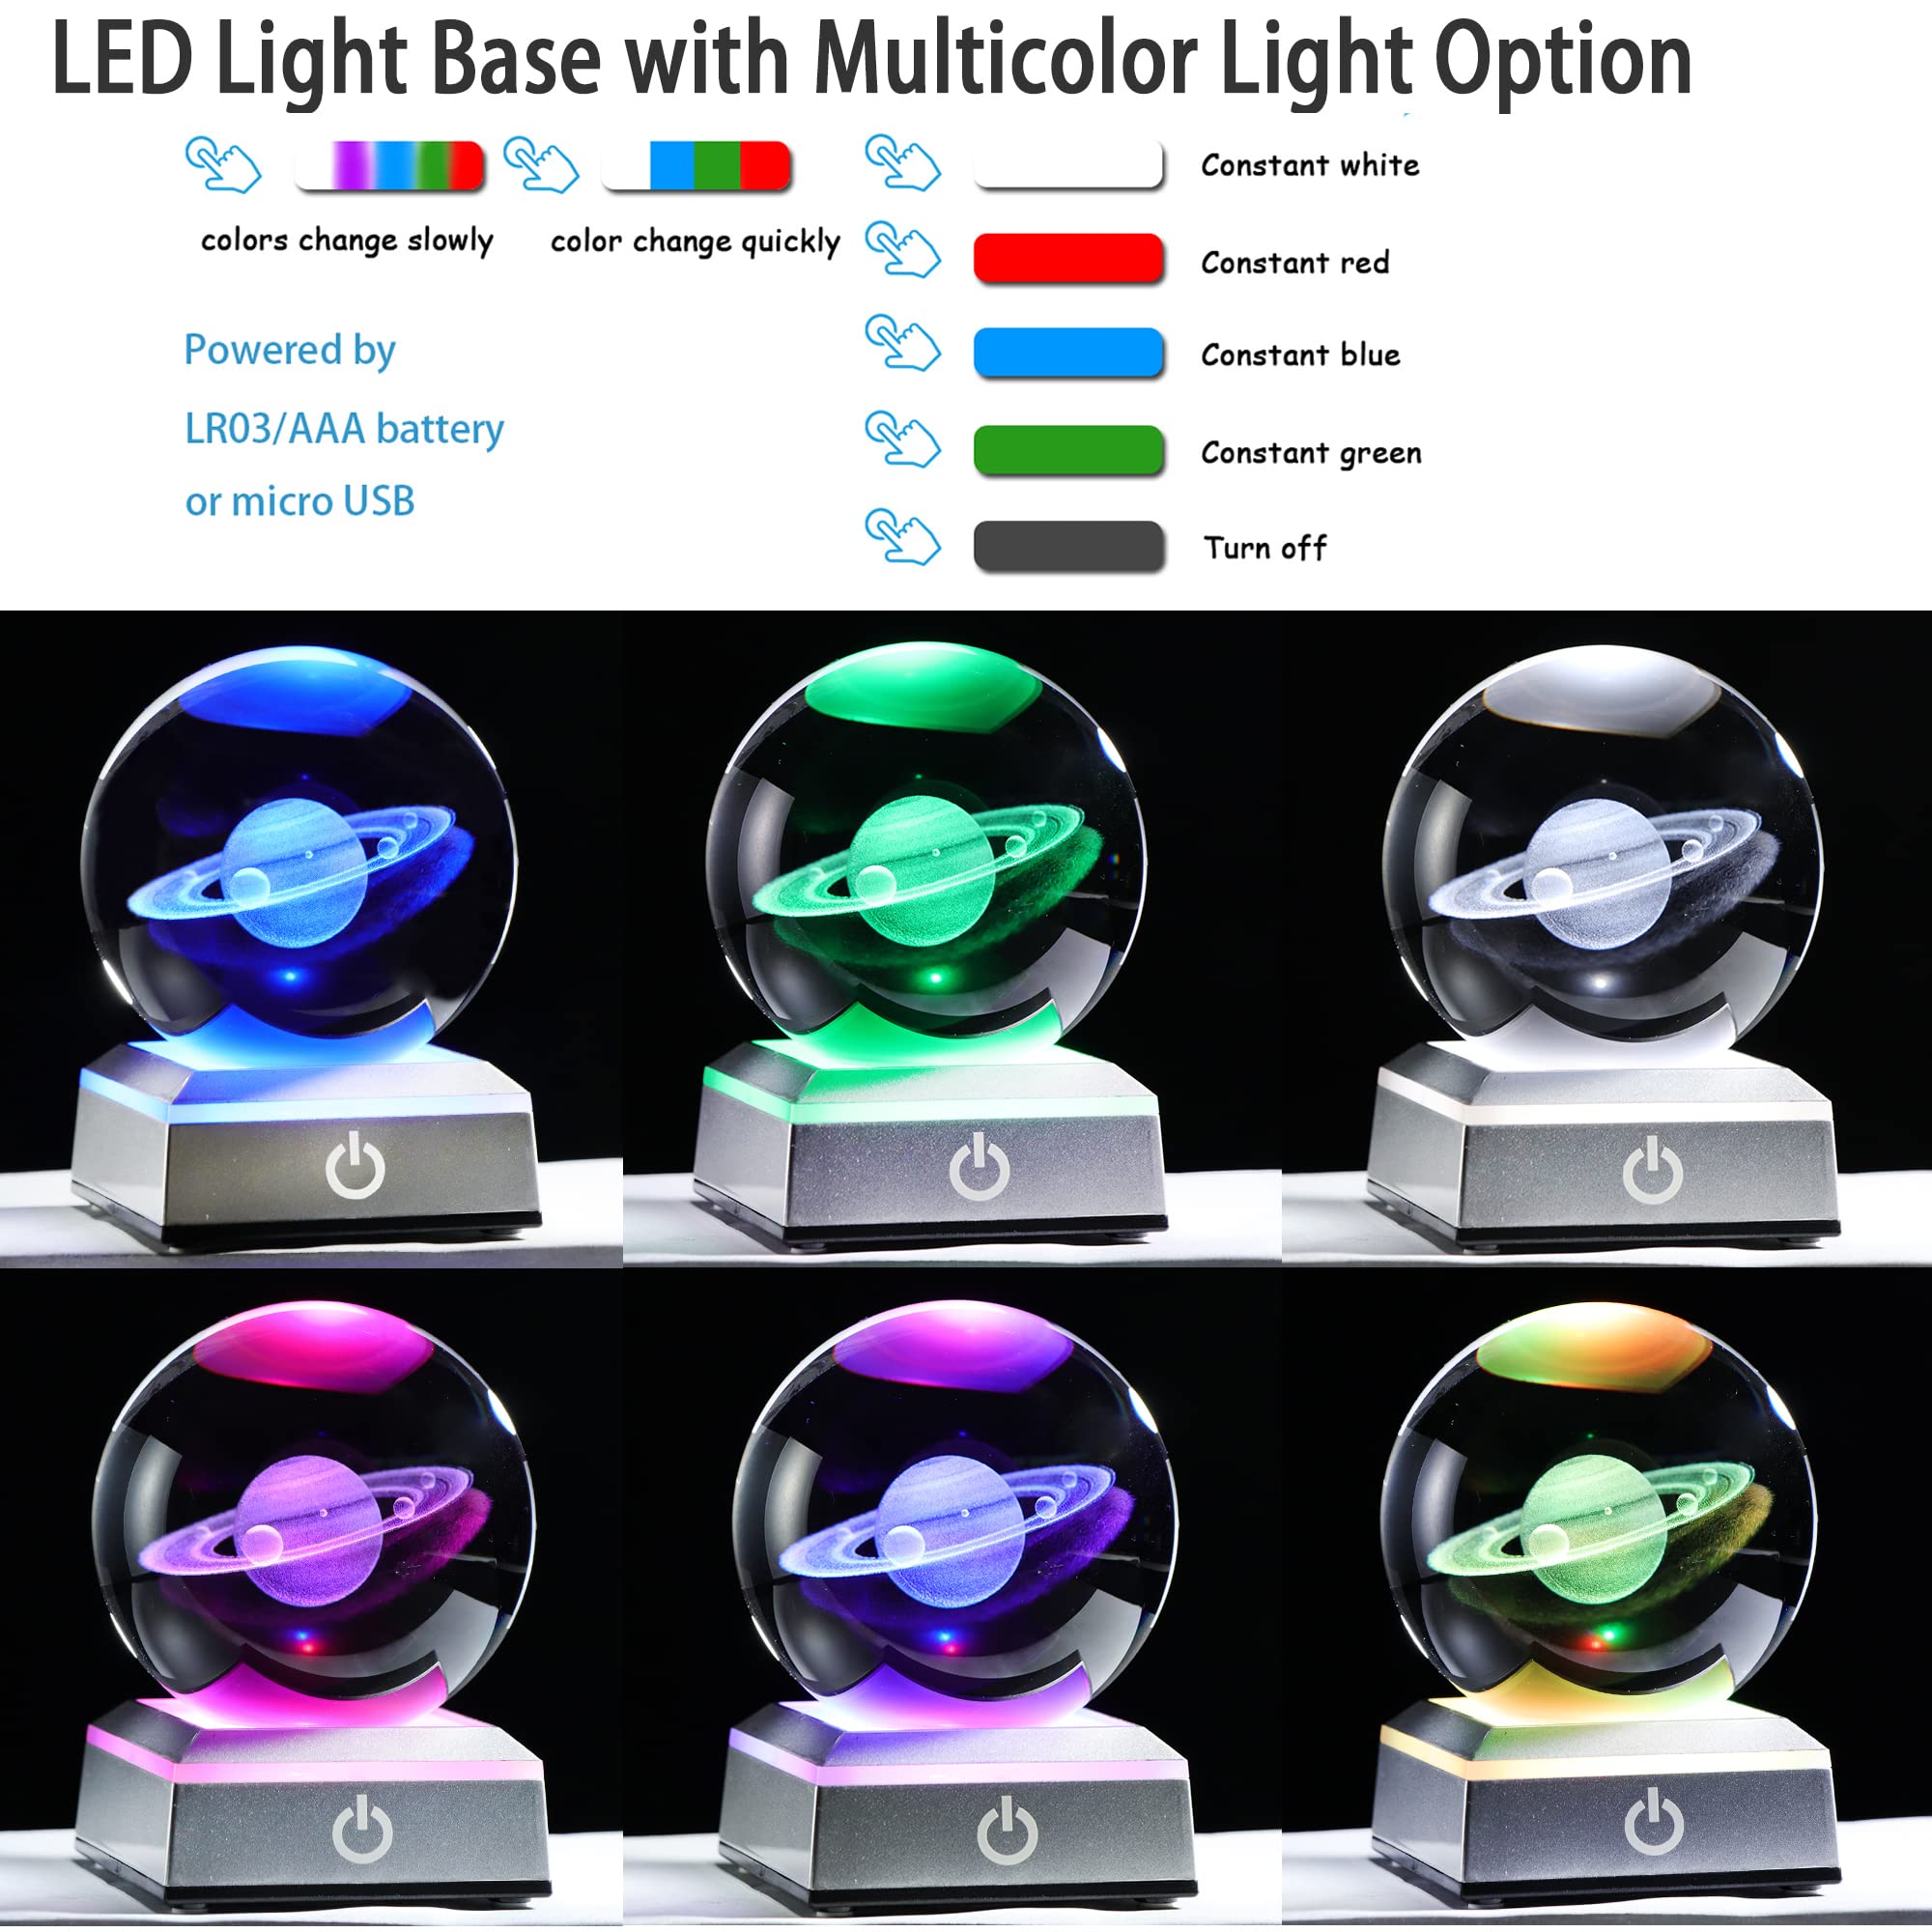 LED Light Base with Multicolor Light Option
colors change slowly
color change quickly
Constant white
Constant red
Constant blue
Constant green
Turn off
Powered by
LR03/AAA battery
or micro USB